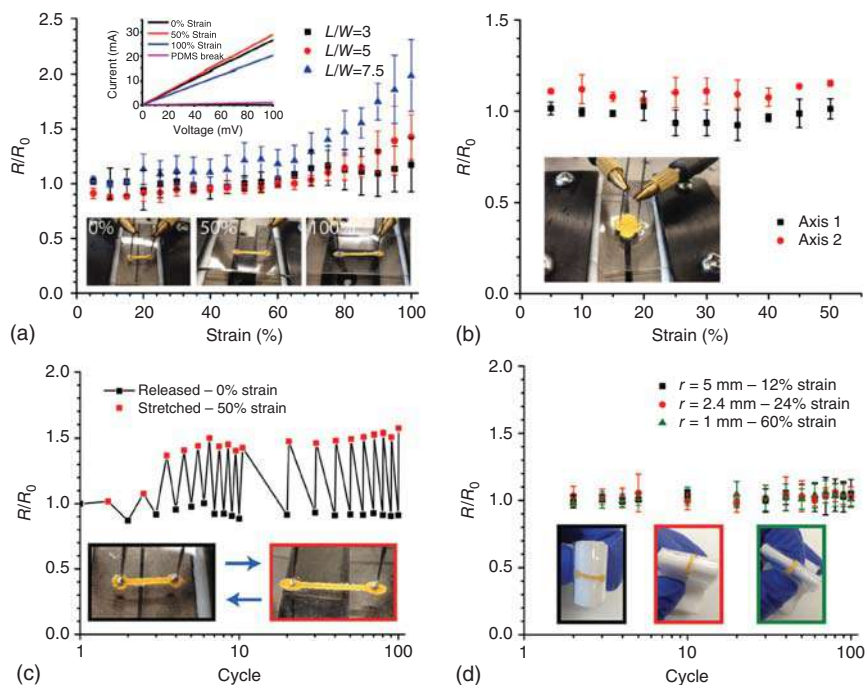 2.5
2.0
1.5
1.0
0.5
0.0
R/R0
0 20 40 60 80 100
Strain (%)
(a)
L/W=3
L/W=5
L/W=7.5
0% Strain
50% Strain
100% Strain
PDMS break
Current (mA)
30
20
10
0
0 20 40 60 80 100
Voltage (mV)
0%
50%
100%
1.5
1.0
0.5
0.0
R/R0
0 10 20 30 40 50
Strain (%)
(b)
Axis 1
Axis 2
2.0
1.5
1.0
0.5
0.0
R/R0
1 10 100
Cycle
(c)
Released – 0% strain
Stretched – 50% strain
2.0
1.5
1.0
0.5
0.0
R/R0
1 10 100
Cycle
(d)
r = 5 mm – 12% strain
r = 2.4 mm – 24% strain
r = 1 mm – 60% strain